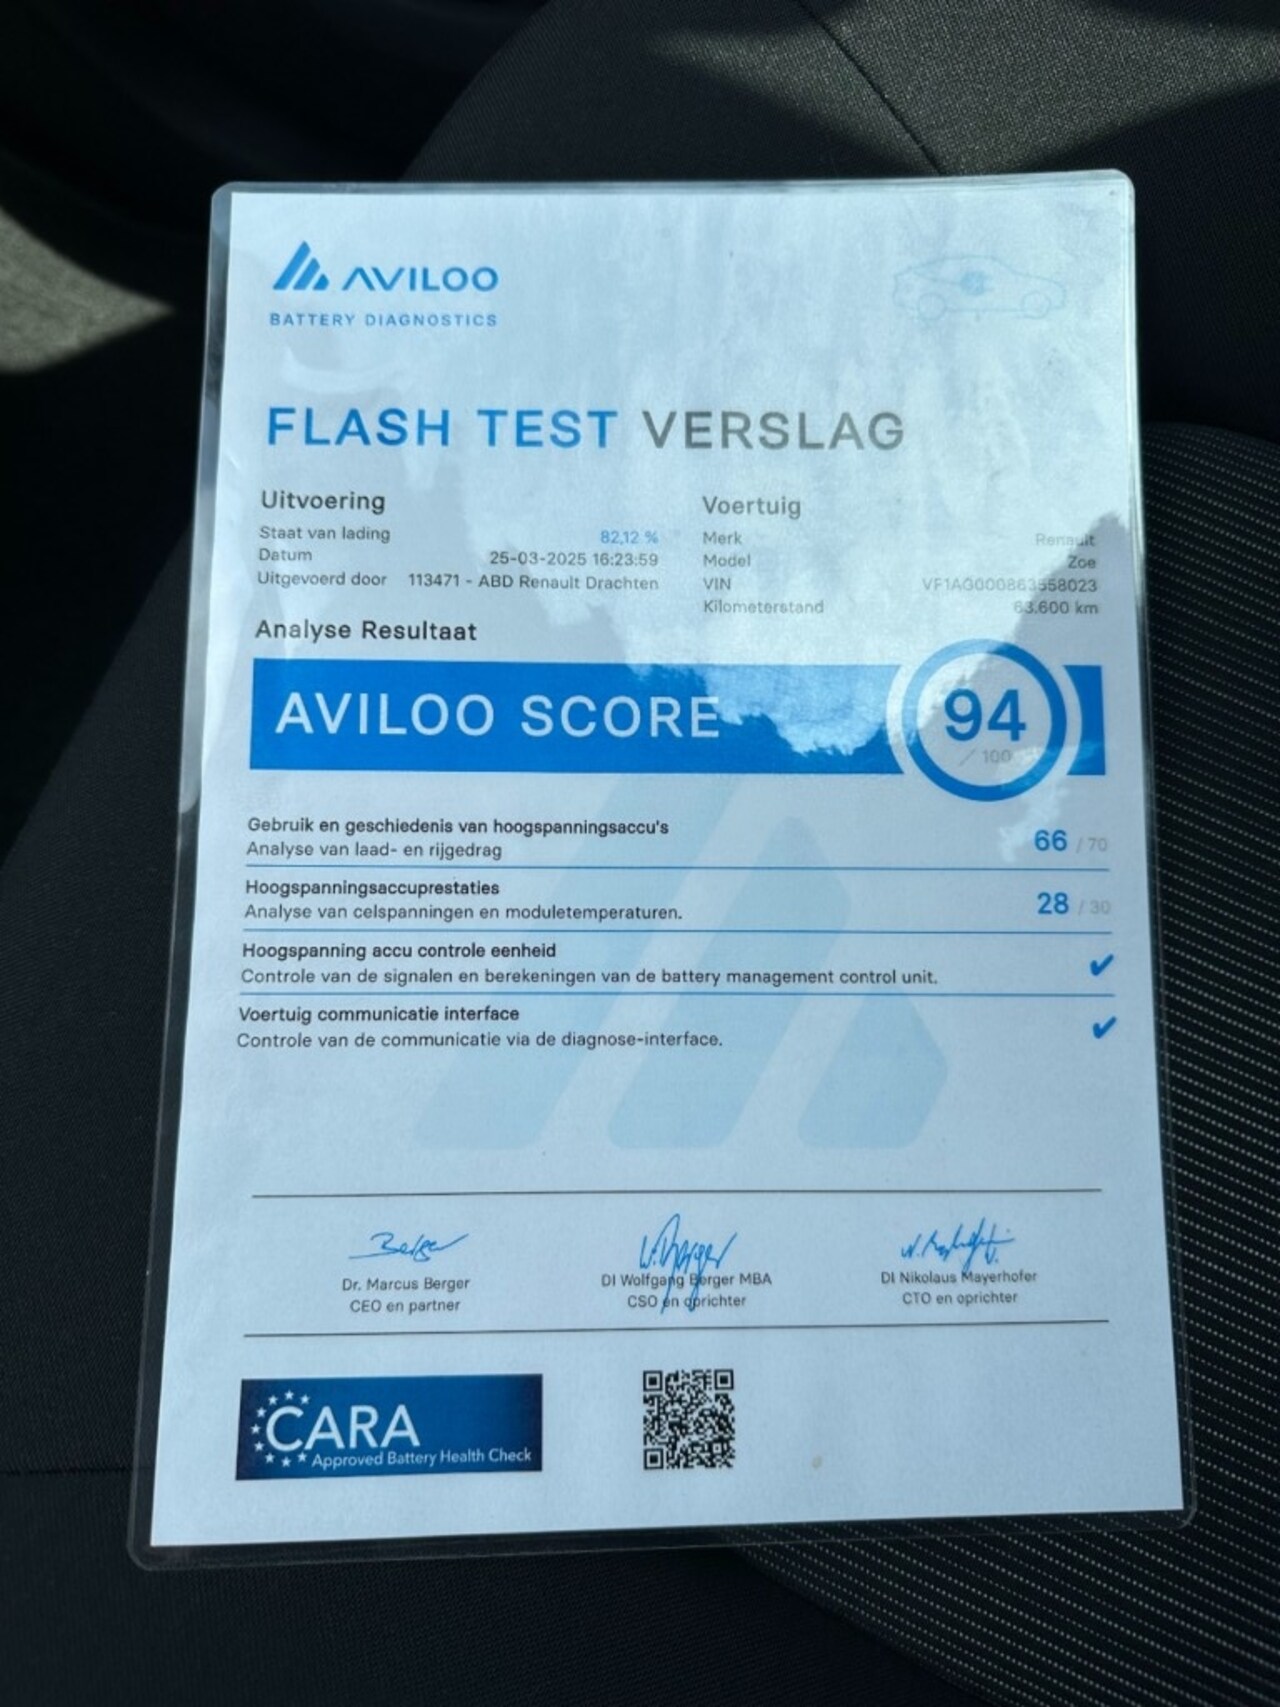 AVILOO
BATTERY DIAGNOSTICS
FLASH TEST VERSLAG
Uitvoering
Staat van lading 82,12 %
Datum 25-03-2025 16:23:59
Uitgevoerd door 113471 - ABD Renault Drachten
Voertuig
Merk Renault
Model Zoe
VIN VF1AG000863558023
Kilometerstand 63.600 km
Analyse Resultaat
AVILOO SCORE 94 / 100
Gebruik en geschiedenis van hoogspanningsaccu's
Analyse van laad- en rijgedrag
66 / 70
Hoogspanningsaccuprestaties
Analyse van celspanningen en moduletemperaturen.
28 / 30
Hoogspanning accu controle eenheid
Controle van de signalen en berekeningen van de battery management control unit.
Voertuig communicatie interface
Controle van de communicatie via de diagnose-interface.
Berger
Dr. Marcus Berger
CEO en partner
DI Wolfgang Berger MBA
CSO en oprichter
DI Nikolaus Mayerhofer
CTO en oprichter
CARA
Approved Battery Health Check